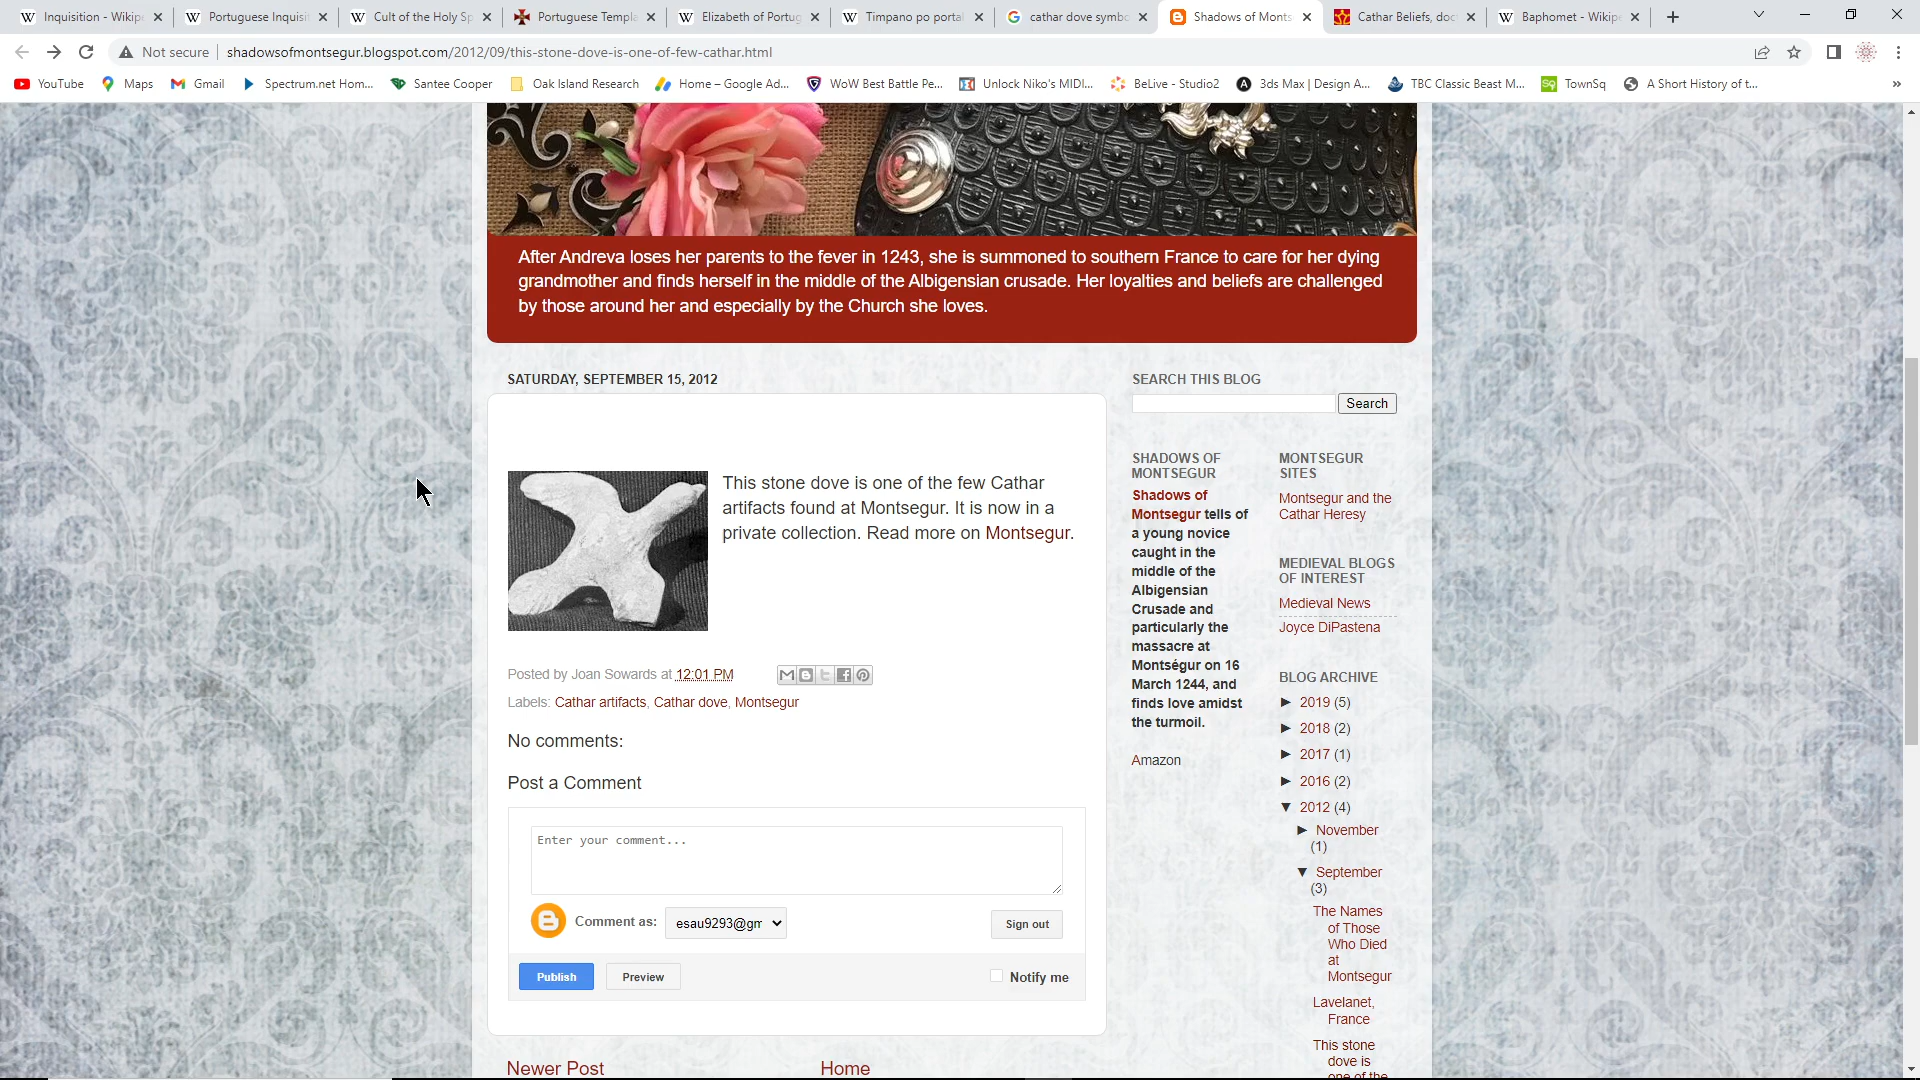 Inquisition - Wikip
Portuguese Inquisi
Cult of the Holy Sp
Portuguese Templa
Elizabeth of Portug
Timpano po portal
cathar dove symbo
Shadows of Monts
Cathar Beliefs, doc
Baphomet - Wikip
Not secure
shadowsofmontsegur.blogspot.com/2012/09/this-stone-dove-is-one-of-few-cathar.html
YouTube
Maps
Gmail
Spectrum.net Hom...
Santee Cooper
Oak Island Research
Home – Google Ad...
WoW Best Battle Pe...
Unlock Niko's MIDI...
BeLive - Studio2
3ds Max | Design A...
TBC Classic Beast M...
TownSq
A Short History of t...
After Andreva loses her parents to the fever in 1243, she is summoned to southern France to care for her dying
grandmother and finds herself in the middle of the Albigensian crusade. Her loyalties and beliefs are challenged
by those around her and especially by the Church she loves.
SATURDAY, SEPTEMBER 15, 2012
This stone dove is one of the few Cathar
artifacts found at Montsegur. It is now in a
private collection. Read more on Montsegur.
Posted by Joan Sowards at 12:01 PM
Labels: Cathar artifacts, Cathar dove, Montsegur
No comments:
Post a Comment
Enter your comment...
Comment as:
esau9293@gm
Sign out
Publish
Preview
Notify me
Newer Post
Home
SEARCH THIS BLOG
Search
SHADOWS OF
MONTSEGUR
Shadows of
Montsegur tells of
a young novice
caught in the
middle of the
Albigensian
Crusade and
particularly the
massacre at
Montségur on 16
March 1244, and
finds love amidst
the turmoil.
Amazon
MONTSEGUR
SITES
Montsegur and the
Cathar Heresy
MEDIEVAL BLOGS
OF INTEREST
Medieval News
Joyce DiPastena
BLOG ARCHIVE
► 2019 (5)
► 2018 (2)
► 2017 (1)
► 2016 (2)
▼ 2012 (4)
► November
(1)
▼ September
(3)
The Names
of Those
Who Died
at
Montsegur
Lavelanet,
France
This stone
dove is
one of the